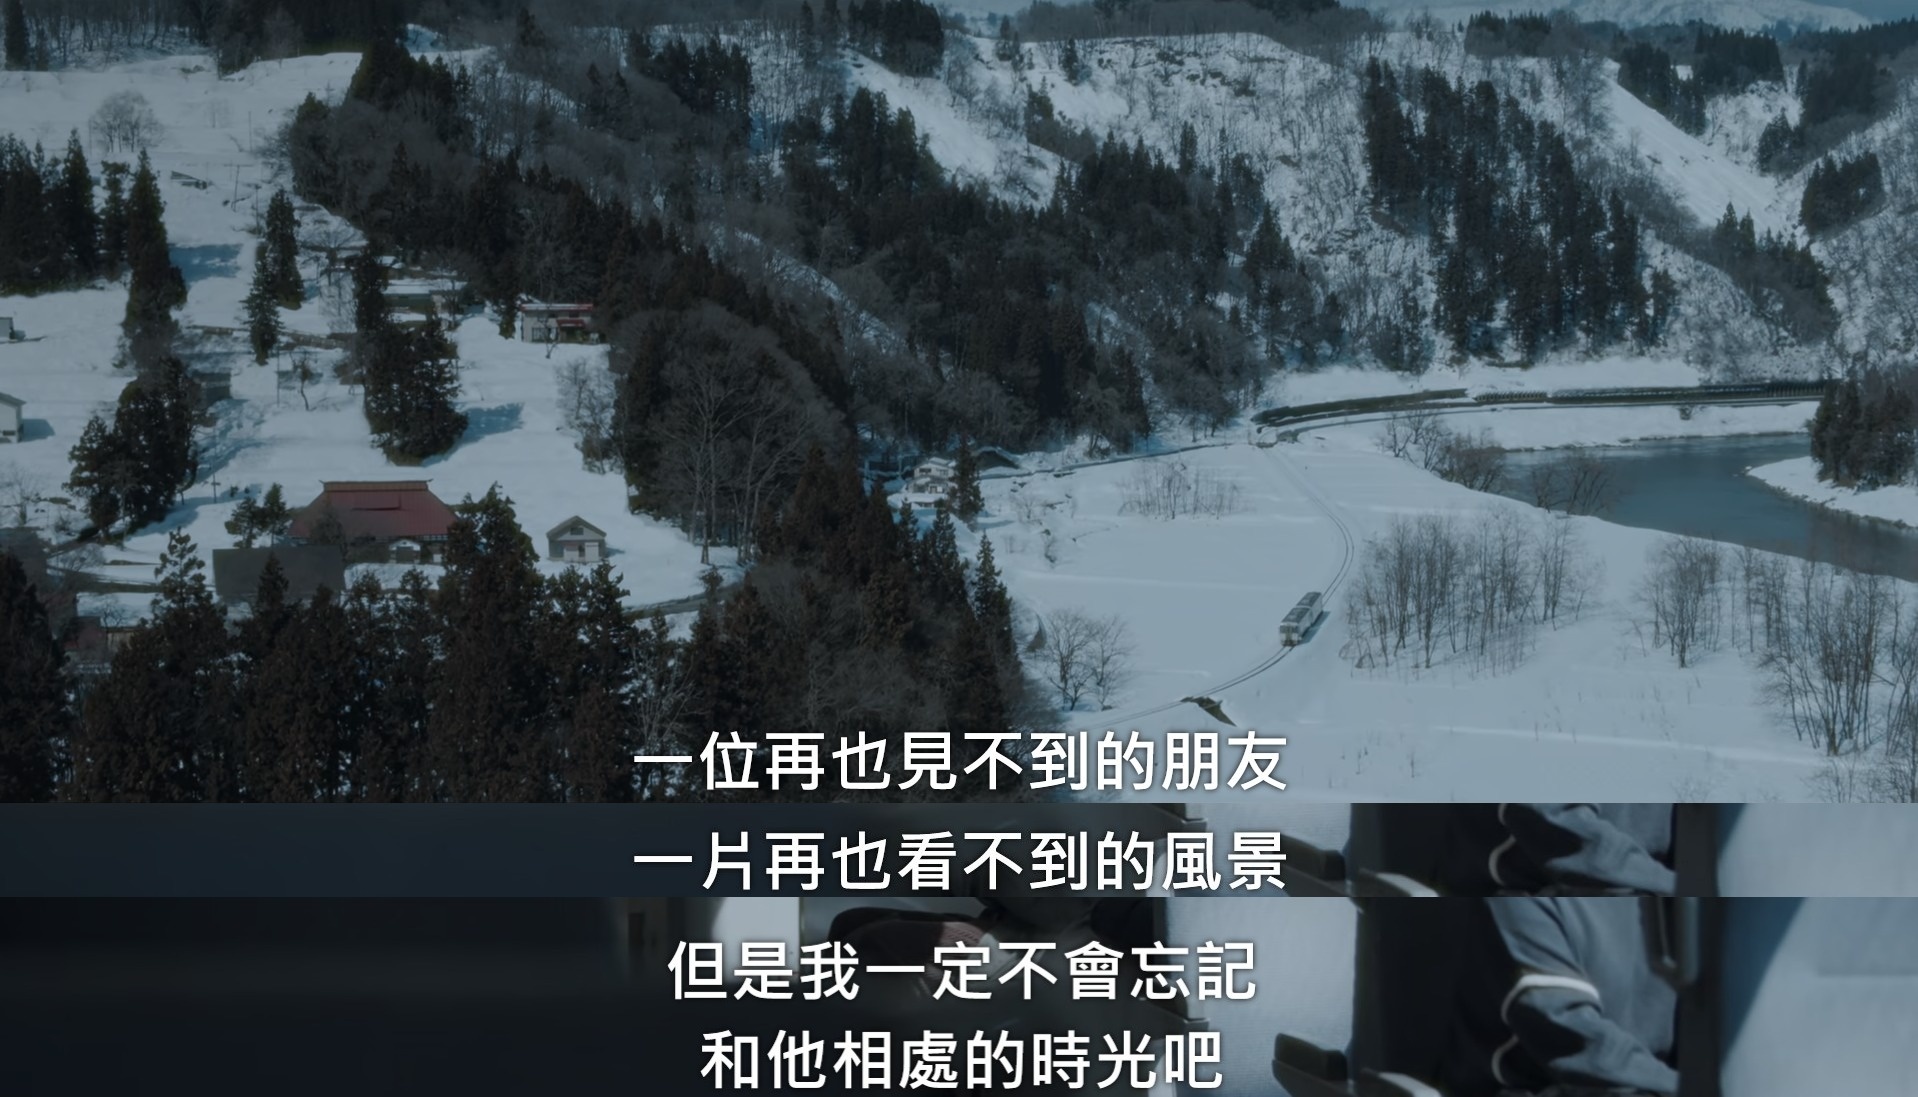 一位再也見不到的朋友
一片再也看不到的風景
但是我一定不會忘記
和他相處的時光吧